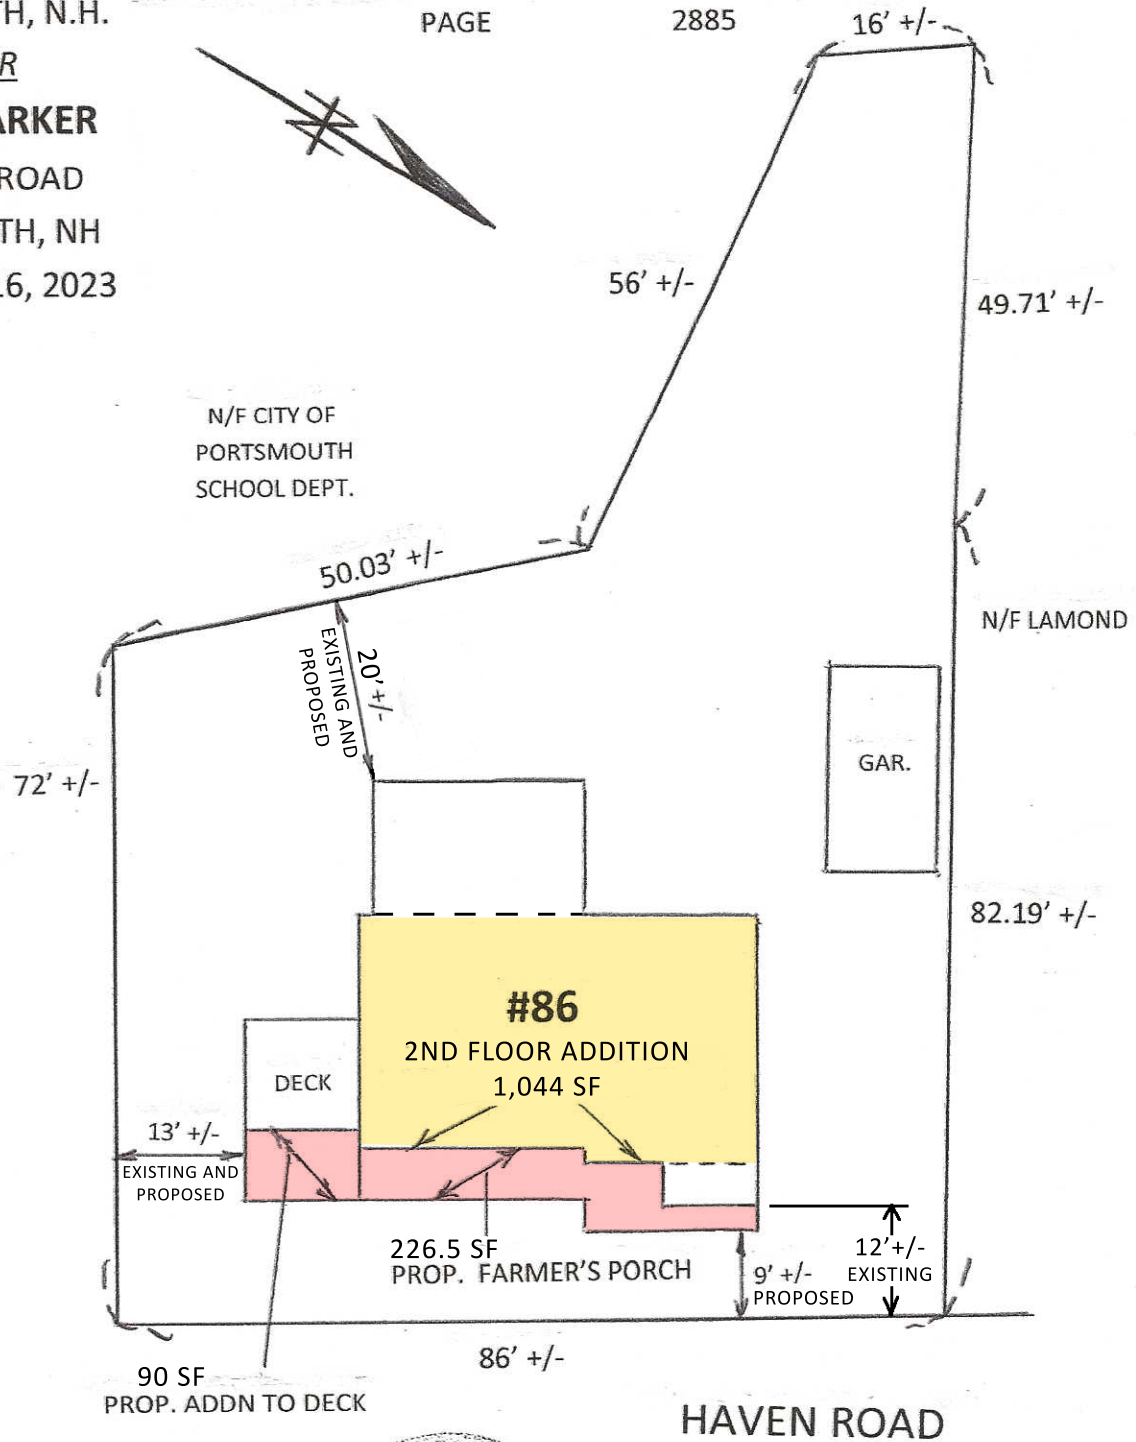 TH, N.H.
PAGE 2885
16' +/-
R
ARKER
ROAD
TH, NH
16, 2023
56' +/-
49.71' +/-
N/F CITY OF
PORTSMOUTH
SCHOOL DEPT.
50.03' +/-
N/F LAMOND
20' +/-
EXISTING AND
PROPOSED
72' +/-
GAR.
82.19' +/-
#86
2ND FLOOR ADDITION
1,044 SF
DECK
13' +/-
EXISTING AND
PROPOSED
226.5 SF
PROP. FARMER'S PORCH
12'+/-
EXISTING
9' +/-
PROPOSED
86' +/-
90 SF
PROP. ADDN TO DECK
HAVEN ROAD